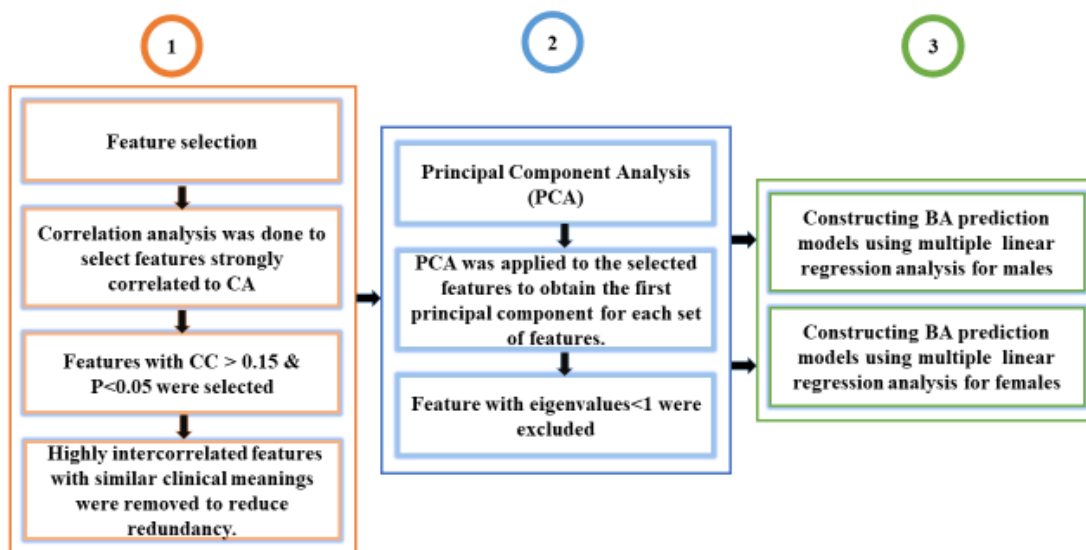 1
Feature selection
Correlation analysis was done to
select features strongly
correlated to CA
Features with CC > 0.15 &
P<0.05 were selected
Highly intercorrelated features
with similar clinical meanings
were removed to reduce
redundancy.
2
Principal Component Analysis
(PCA)
PCA was applied to the selected
features to obtain the first
principal component for each set
of features.
Feature with eigenvalues<1 were
excluded
3
Constructing BA prediction
models using multiple linear
regression analysis for males
Constructing BA prediction
models using multiple linear
regression analysis for females